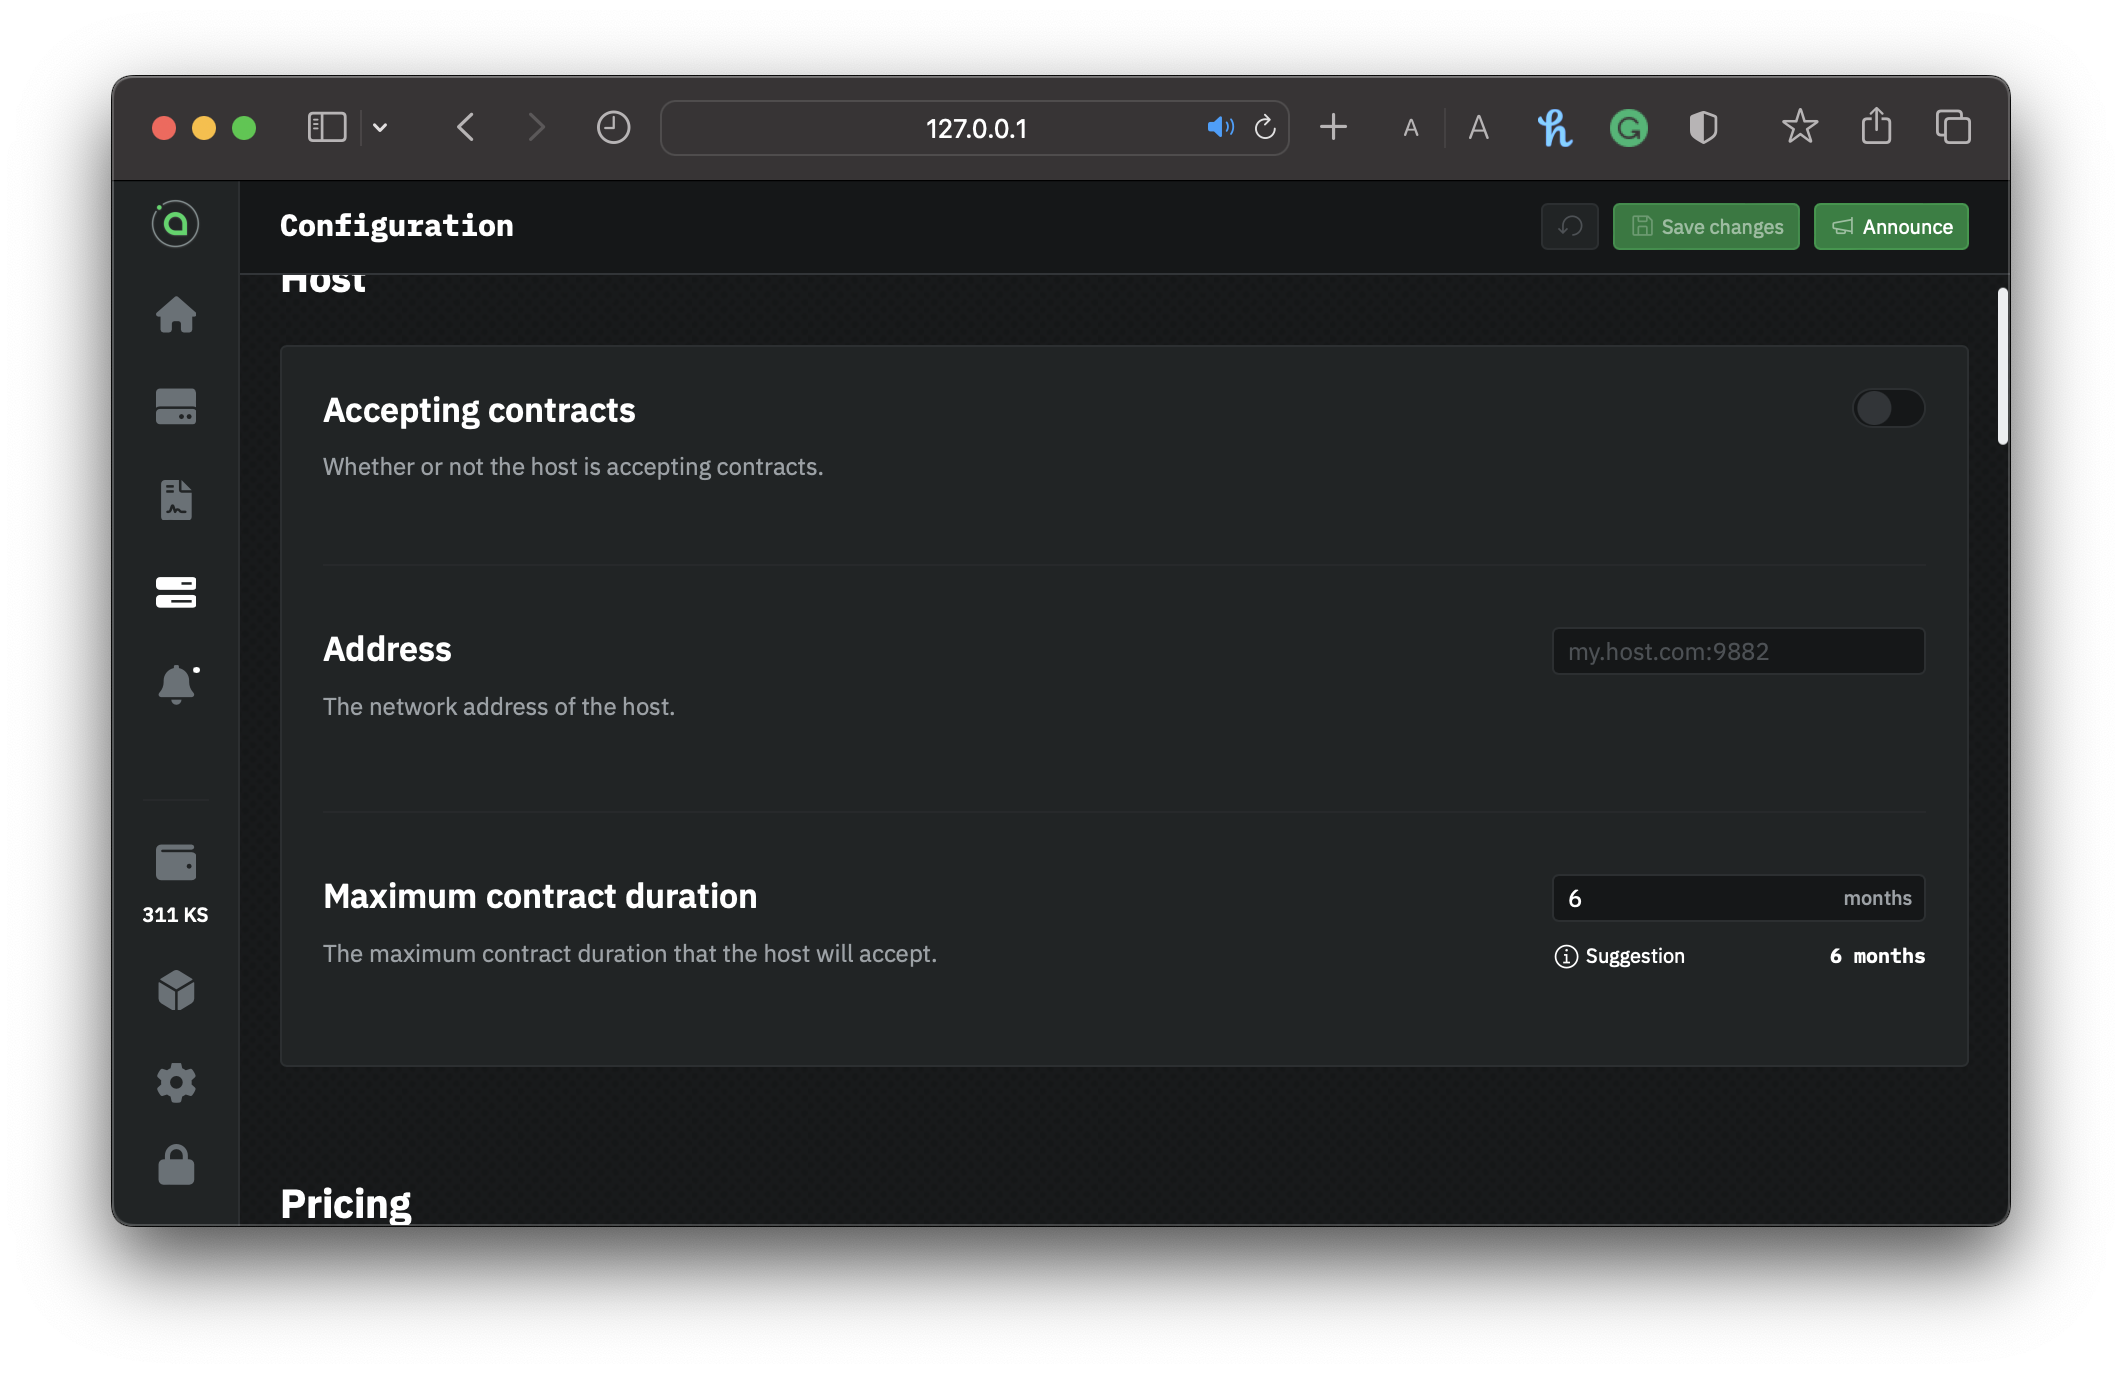 127.0.0.1
A A
Configuration
Save changes
Announce
Host
Accepting contracts
Whether or not the host is accepting contracts.
Address
my.host.com:9882
The network address of the host.
Maximum contract duration
6 months
The maximum contract duration that the host will accept.
Suggestion 6 months
311 KS
Pricing